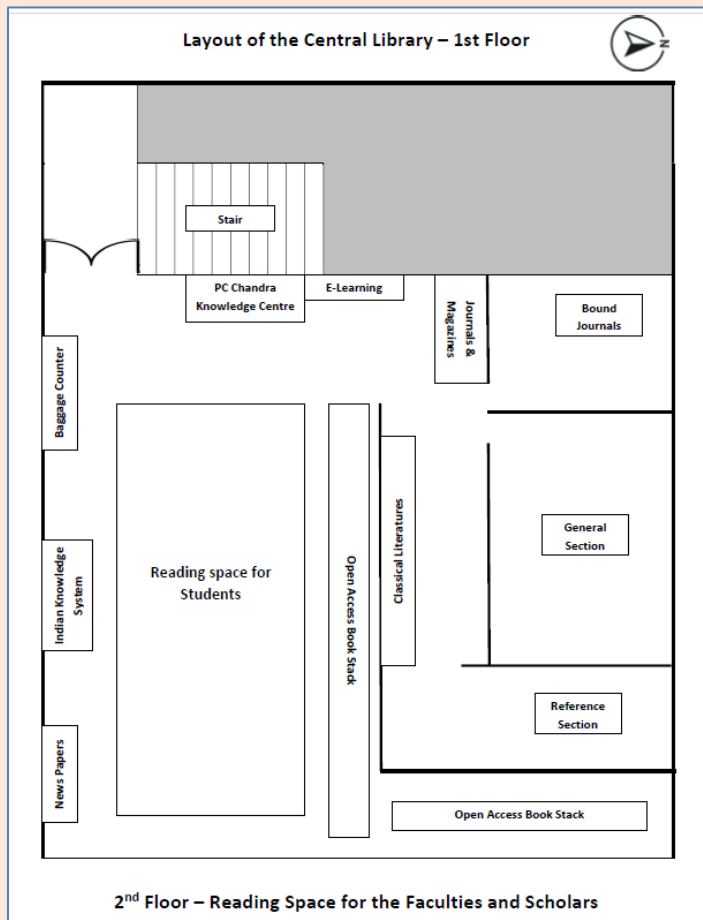 Layout of the Central Library – 1st Floor
N
Stair
PC Chandra
Knowledge Centre
E-Learning
Journals &
Magazines
Bound
Journals
Baggage Counter
Classical Literatures
General
Section
Indian Knowledge
System
Reading space for
Students
Open Access Book Stack
Reference
Section
News Papers
Open Access Book Stack
2nd Floor – Reading Space for the Faculties and Scholars